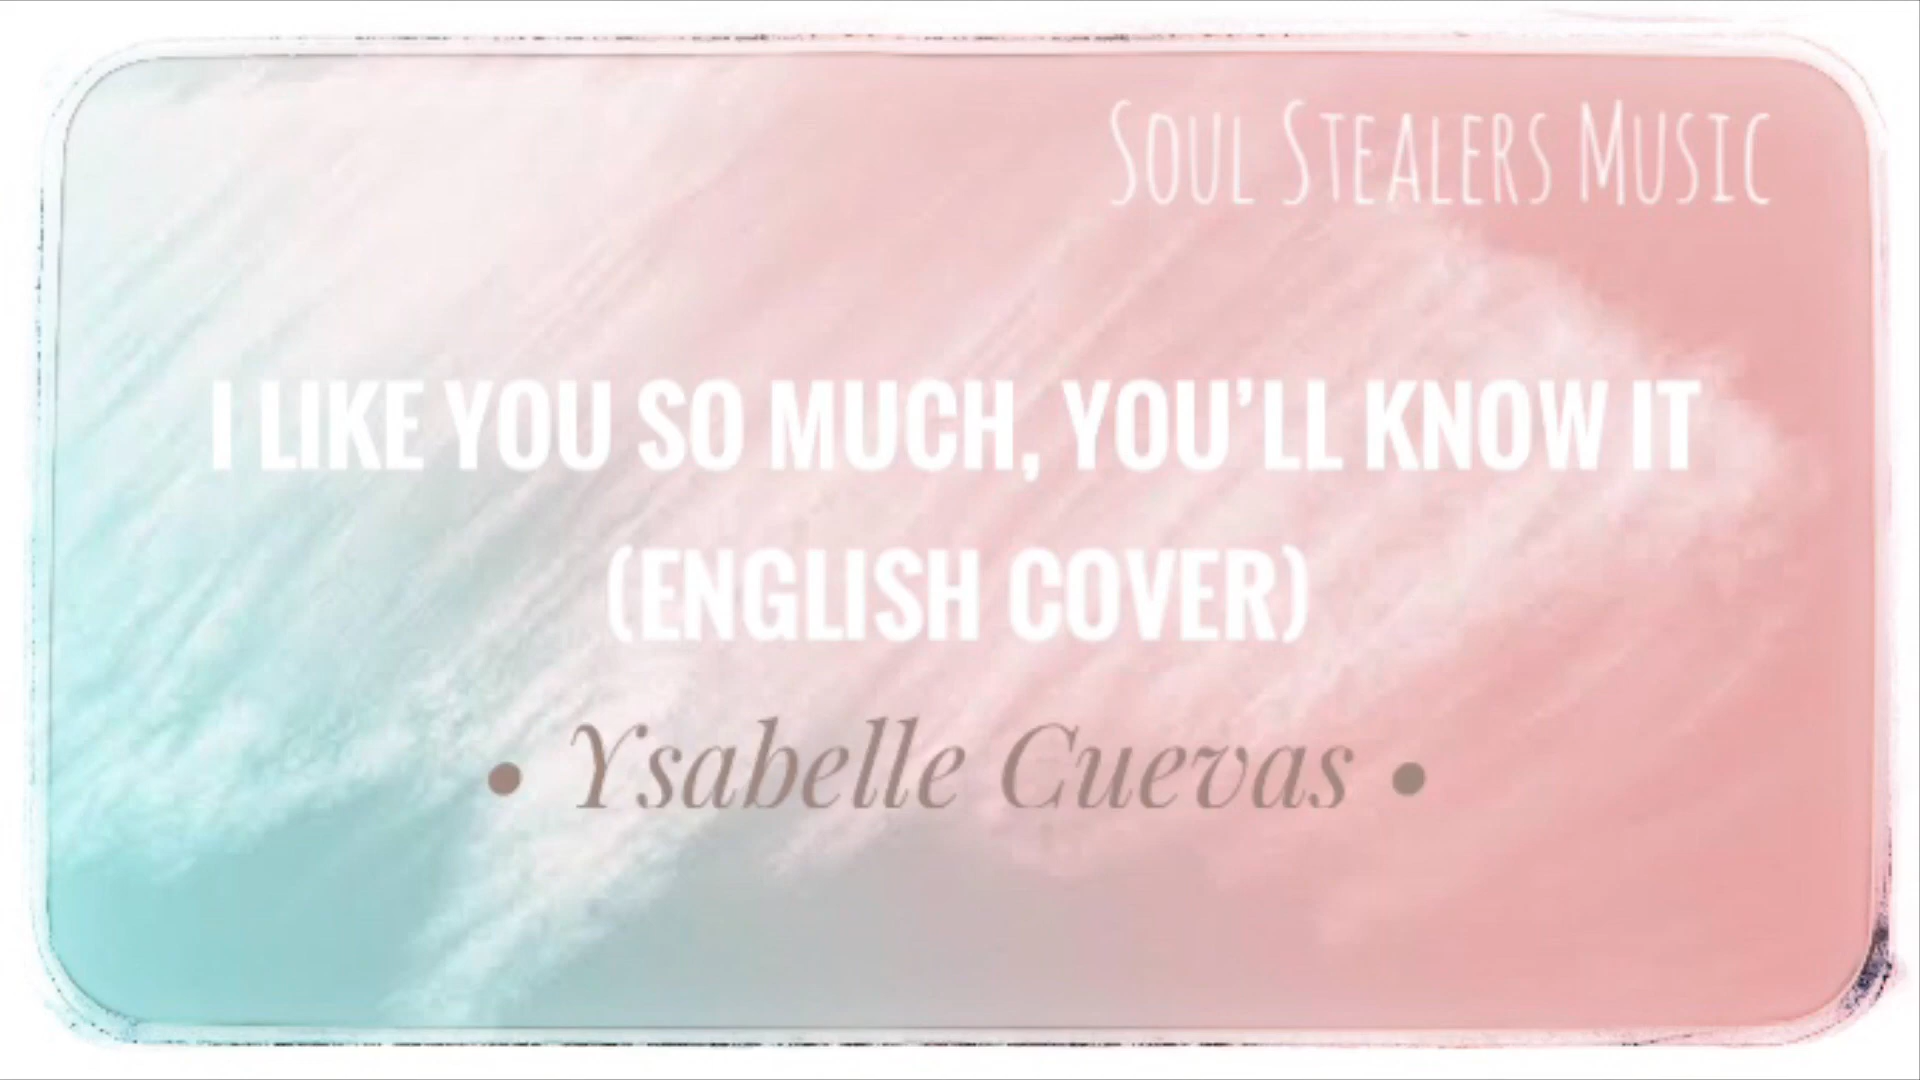 SOUL STEALERS MUSIC
I LIKE YOU SO MUCH, YOU'LL KNOW IT
(ENGLISH COVER)
• Ysabelle Cuevas •